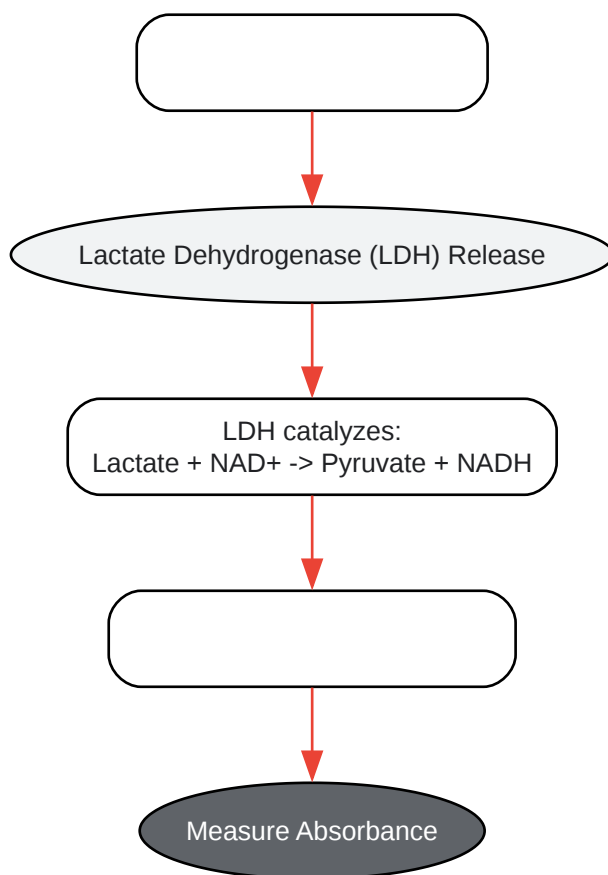 Lactate Dehydrogenase (LDH) Release
LDH catalyzes:
Lactate + NAD+ -> Pyruvate + NADH
Measure Absorbance